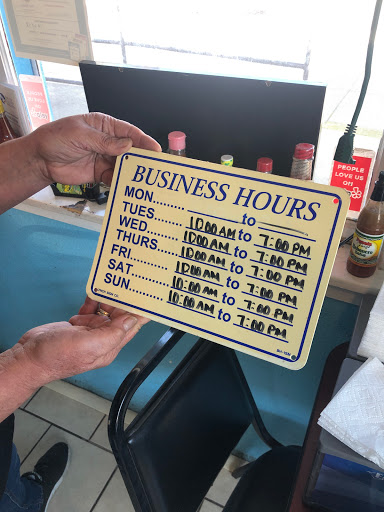 BUSINESS HOURS
MON.......... to
TUES.......... 10:00 AM to 7:00 PM
WED.......... 10:00 AM to 7:00 PM
THURS.......... 10:00 AM to 7:00 PM
FRI.......... 10:00 AM to 7:00 PM
SAT.......... 10:00 AM to 7:00 PM
SUN.......... 10:00 AM to 7:00 PM
PEOPLE
LOVE US
on